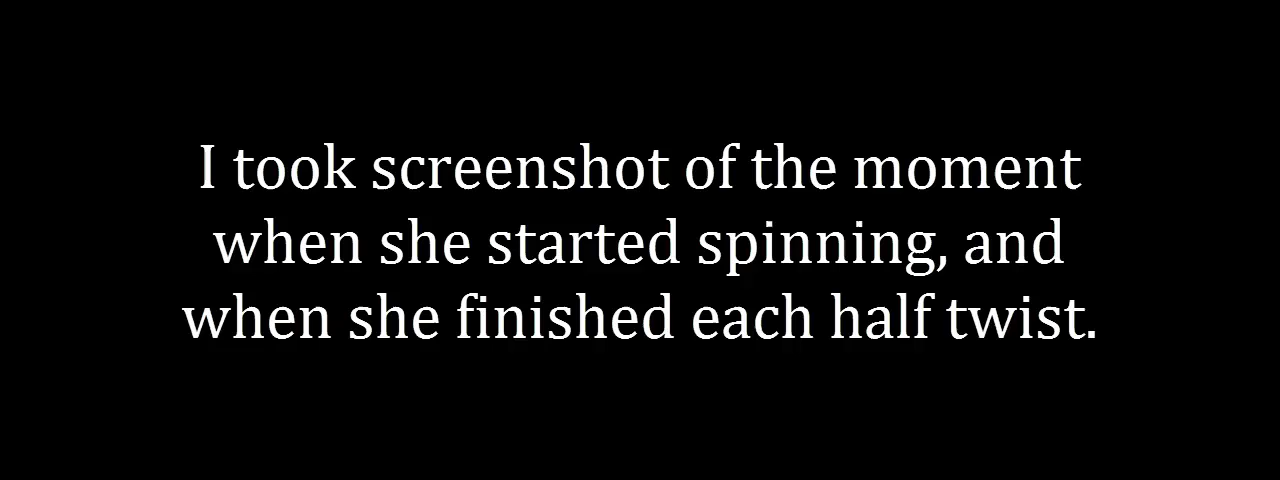 I took screenshot of the moment
when she started spinning, and
when she finished each half twist.